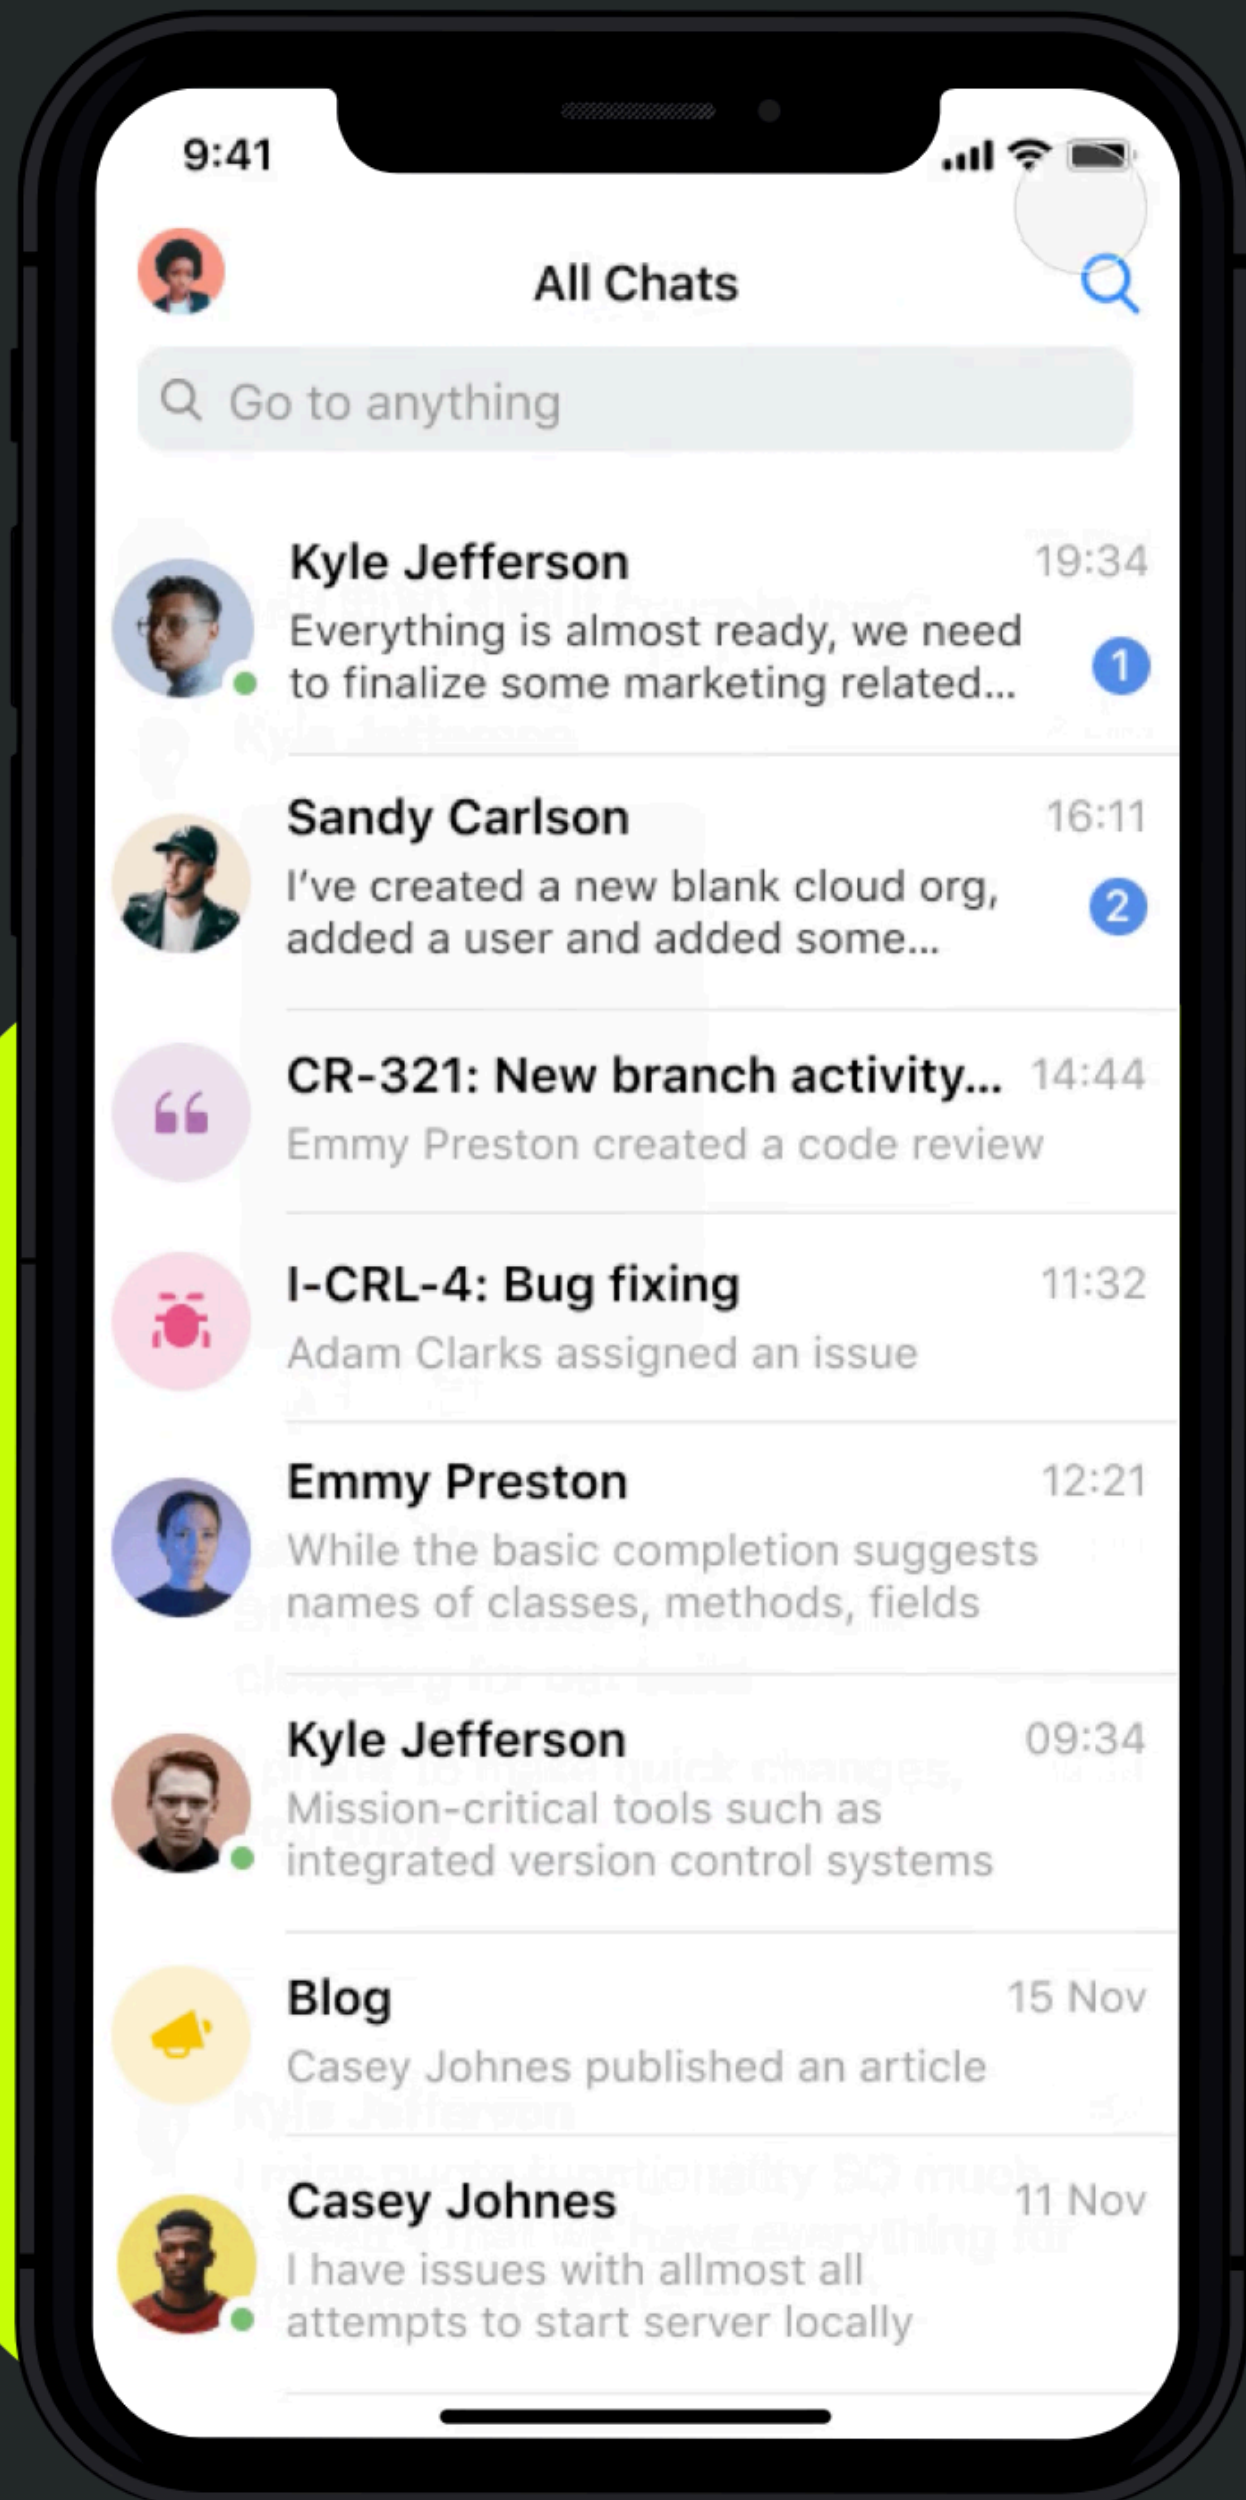 9:41
All Chats
Go to anything
Kyle Jefferson 19:34
Everything is almost ready, we need
to finalize some marketing related... 1
Sandy Carlson 16:11
I’ve created a new blank cloud org,
added a user and added some... 2
CR-321: New branch activity... 14:44
Emmy Preston created a code review
I-CRL-4: Bug fixing 11:32
Adam Clarks assigned an issue
Emmy Preston 12:21
While the basic completion suggests
names of classes, methods, fields
Kyle Jefferson 09:34
Mission-critical tools such as
integrated version control systems
Blog 15 Nov
Casey Johnes published an article
Casey Johnes 11 Nov
I have issues with allmost all
attempts to start server locally